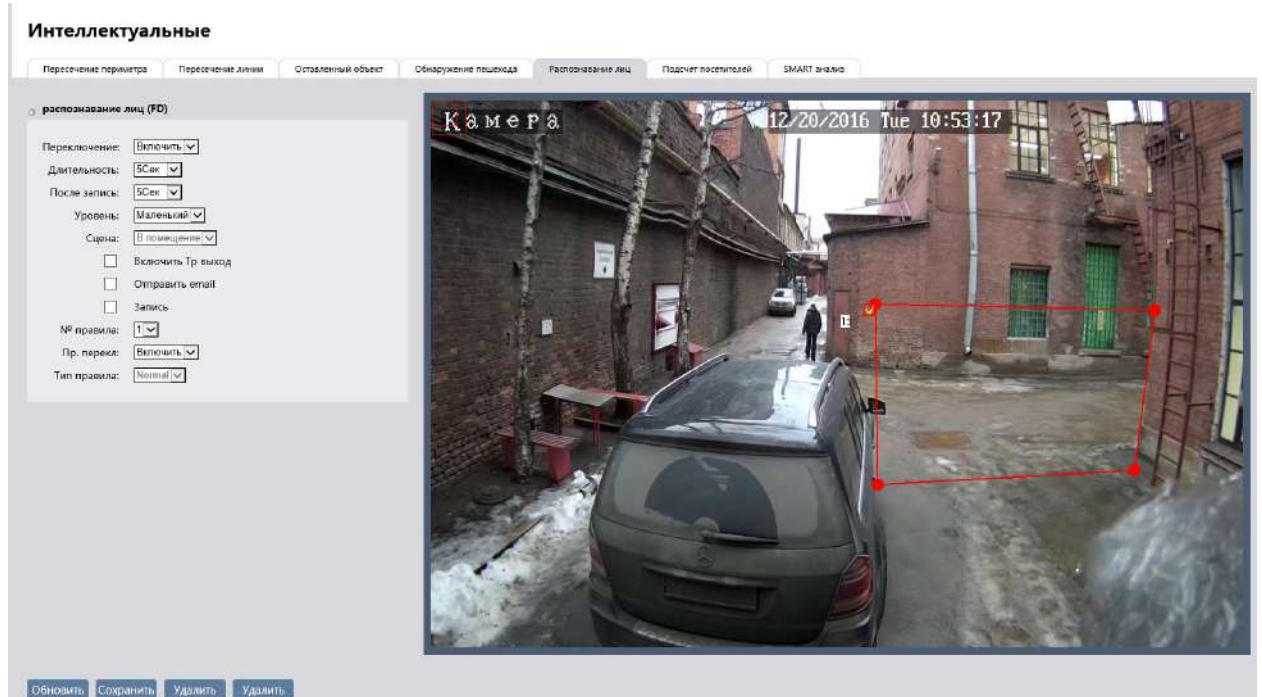 Интеллектуальные
Пересечение периметра Пересечение линии Оставленный объект Обнаружение пешехода Распознавание лиц Подсчет посетителей SMART анализ
распознавание лиц (FD)
Переключение: Включить
Длительность: 5Сек
После запись: 5Сек
Уровень: Маленький
Сцена: В помещение
Включить Тр выход
Отправить email
Запись
№ правила: 1
Пр. перекл: Включить
Тип правила: Normal
Камера 12/20/2016 Tue 10:53:17
Обновить Сохранить Удалить Удалить